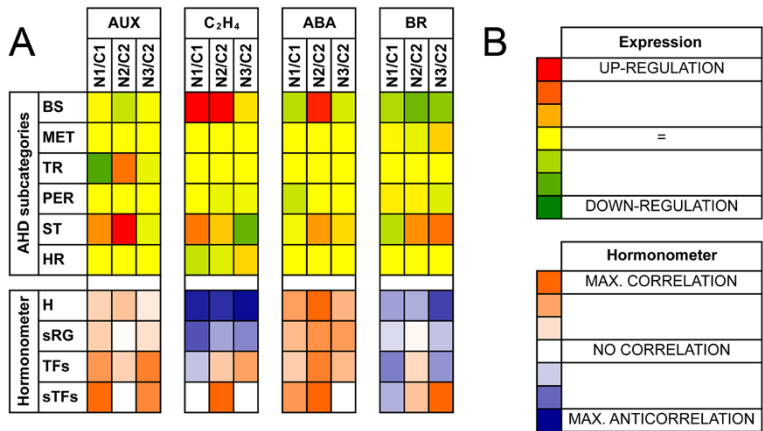 A
AUX C₂H₄ ABA BR
N1/C1 N2/C2 N3/C2 N1/C1 N2/C2 N3/C2 N1/C1 N2/C2 N3/C2 N1/C1 N2/C2 N3/C2
AHD subcategories
BS
MET
TR
PER
ST
HR
Hormonometer
H
sRG
TFs
sTFs
B
Expression
UP-REGULATION
=
DOWN-REGULATION
Hormonometer
MAX. CORRELATION
NO CORRELATION
MAX. ANTICORRELATION